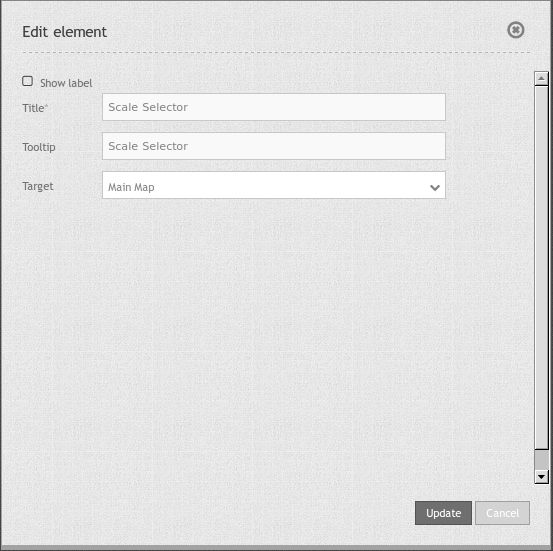 Edit element
Show label
Title*
Scale Selector
Tooltip
Scale Selector
Target
Main Map
Update
Cancel